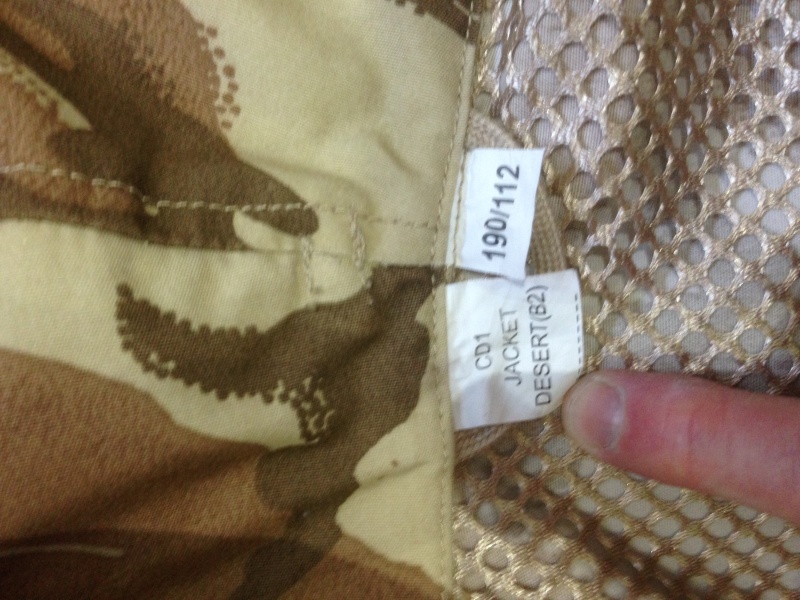 190/112
CD1
JACKET
DESERT(B2)